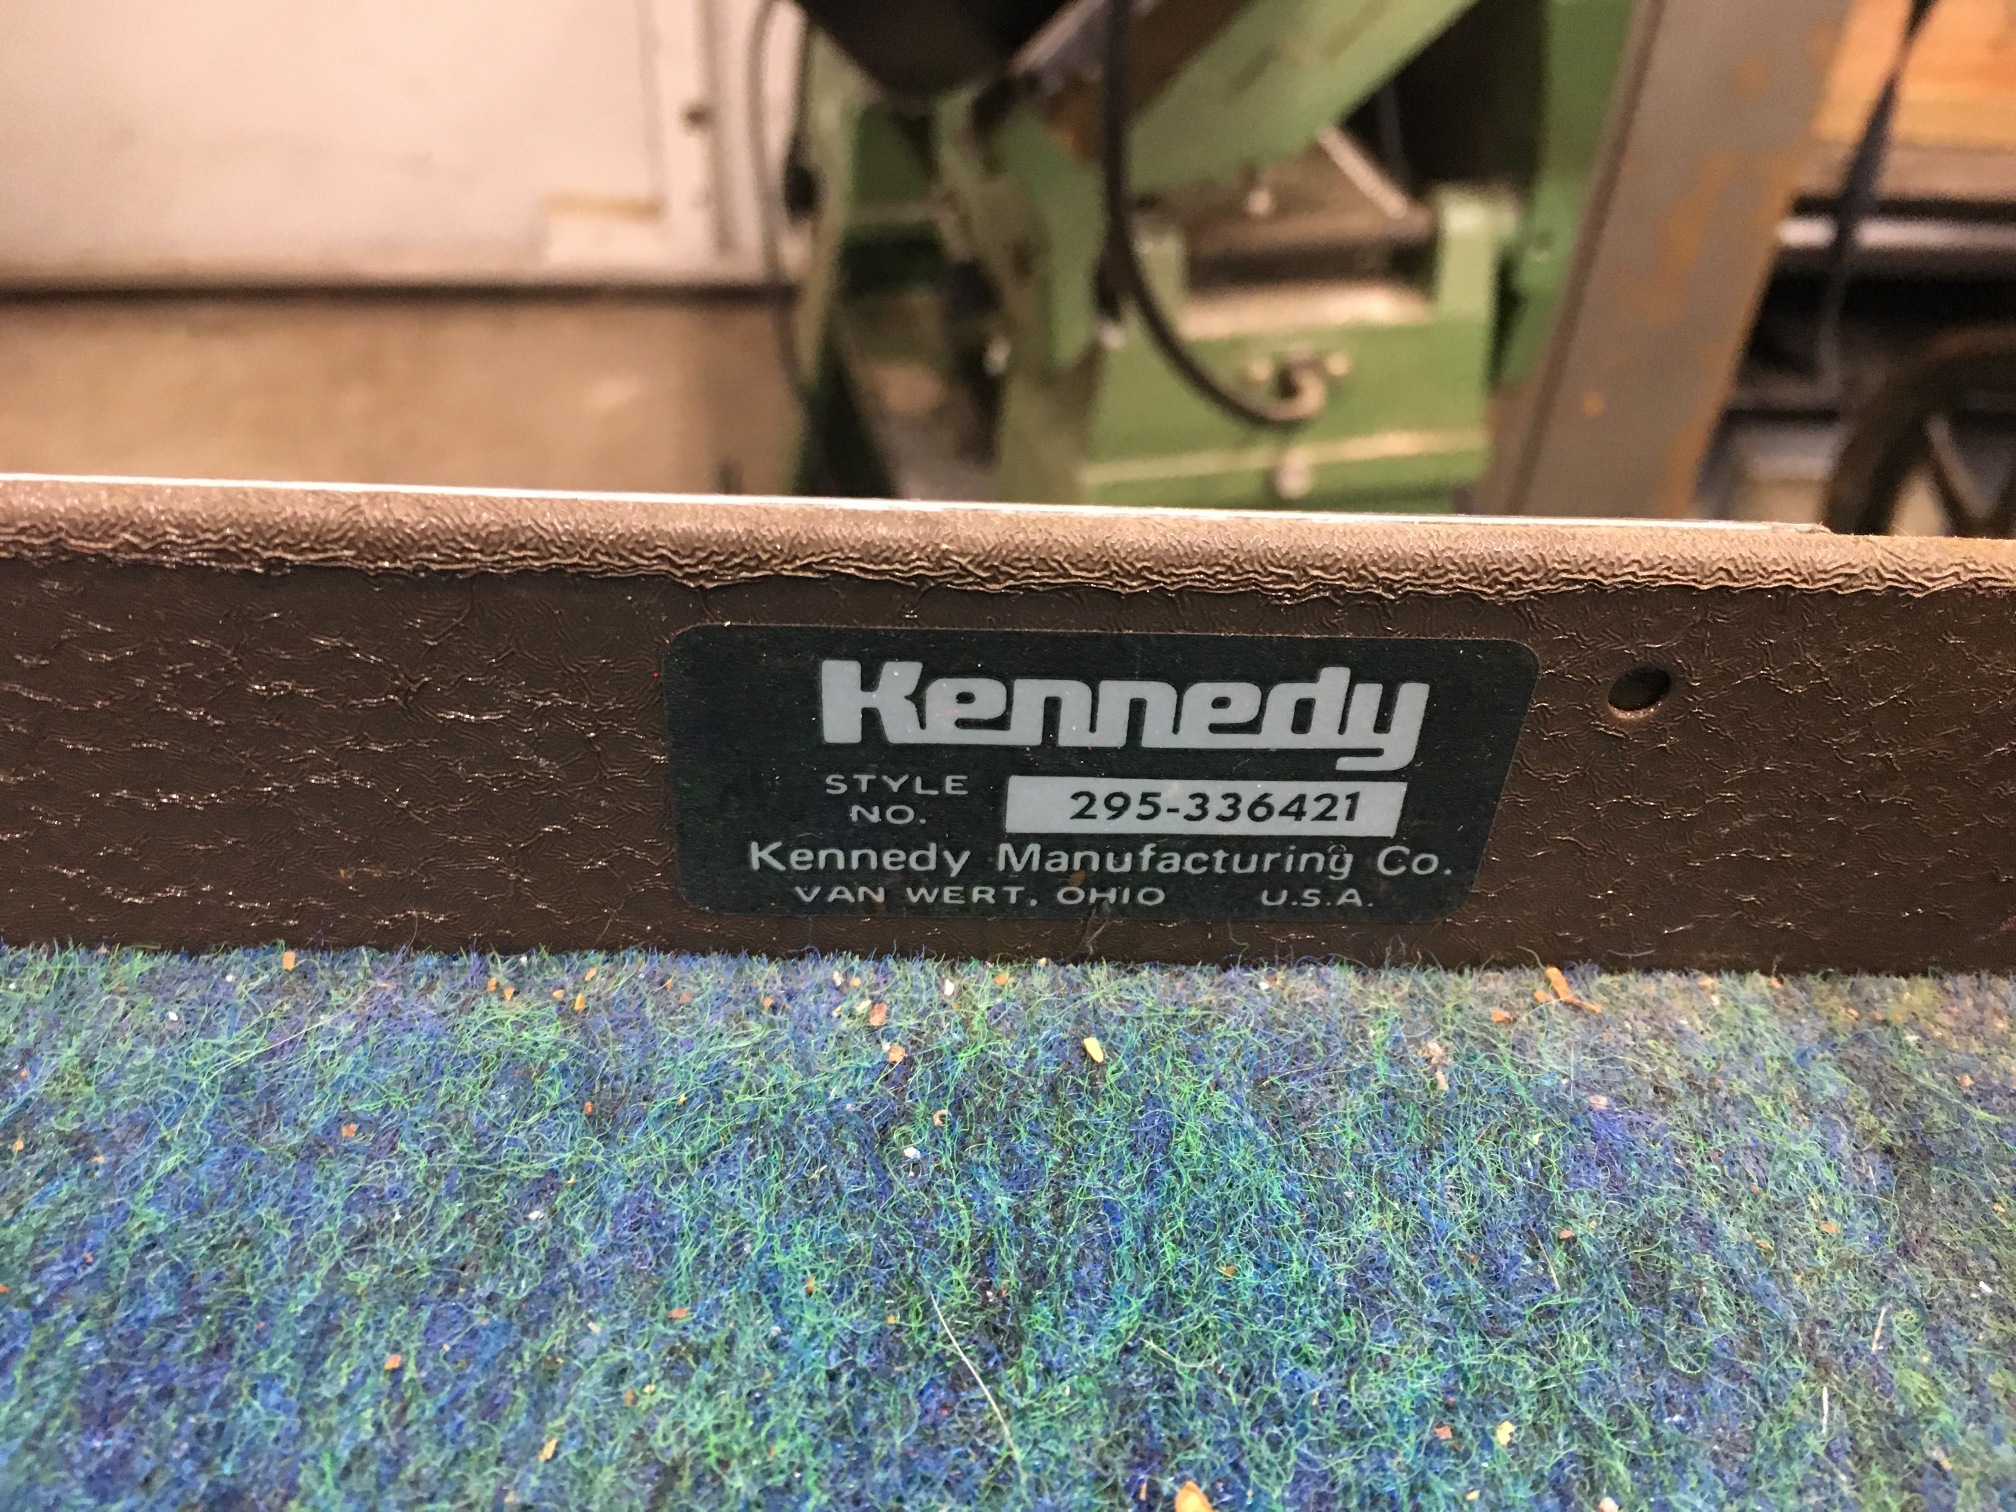 Kennedy
STYLE NO. 295-336421
Kennedy Manufacturing Co.
VAN WERT, OHIO U.S.A.